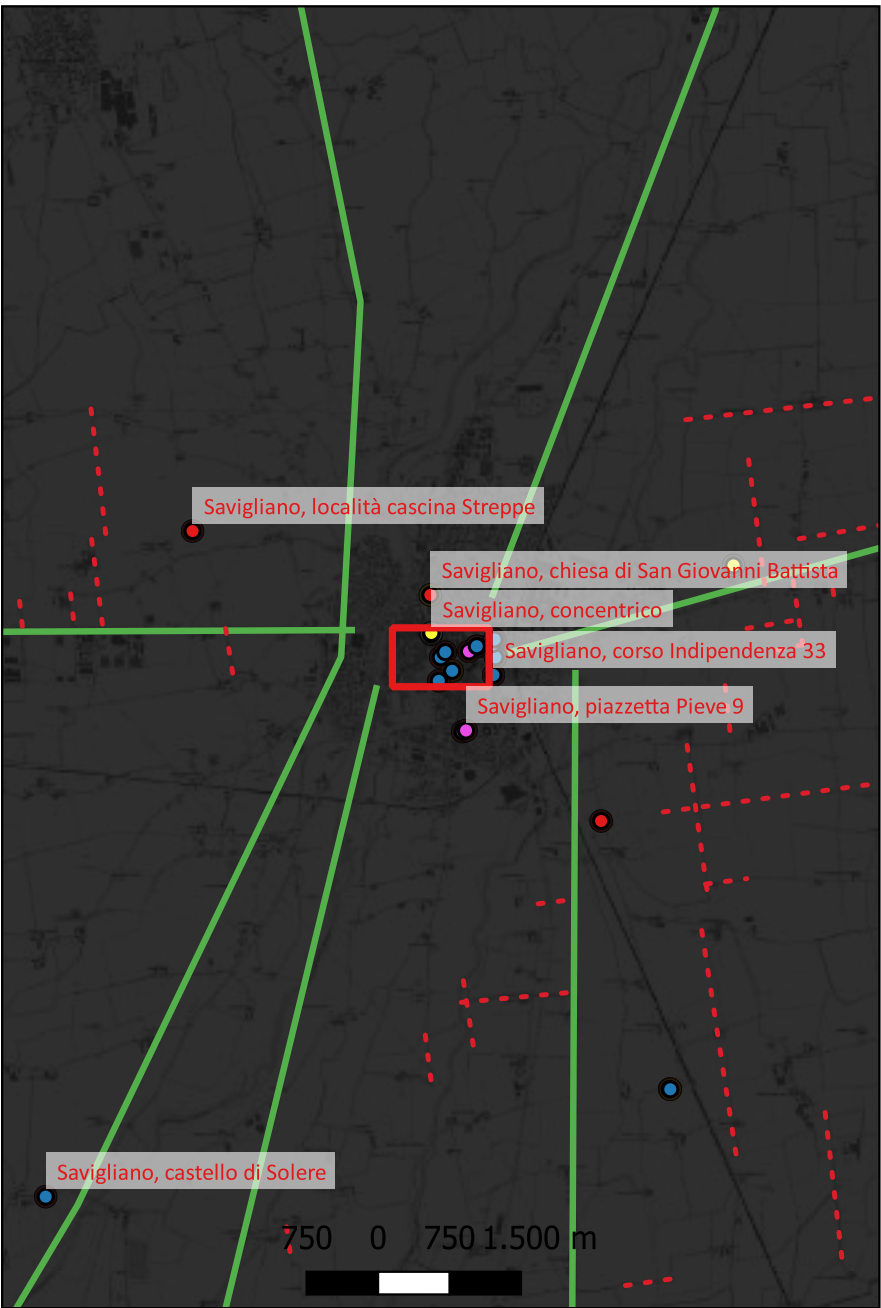 Savigliano, località cascina Streppe
Savigliano, chiesa di San Giovanni Battista
Savigliano, concentrico
Savigliano, corso Indipendenza 33
Savigliano, piazzetta Pieve 9
Savigliano, castello di Solere
750 0 750 1.500 m